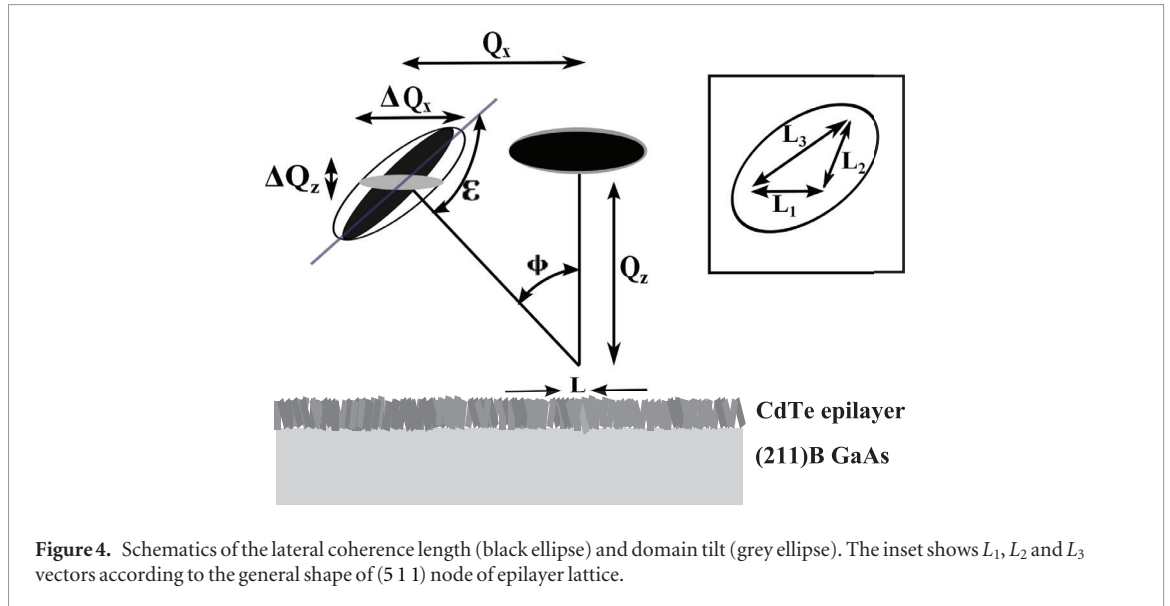 Qx
ΔQx
ΔQz
ε
Φ
Qz
L3
L2
L1
L
CdTe epilayer
(211)B GaAs
Figure 4. Schematics of the lateral coherence length (black ellipse) and domain tilt (grey ellipse). The inset shows L1, L2 and L3
vectors according to the general shape of (5 1 1) node of epilayer lattice.